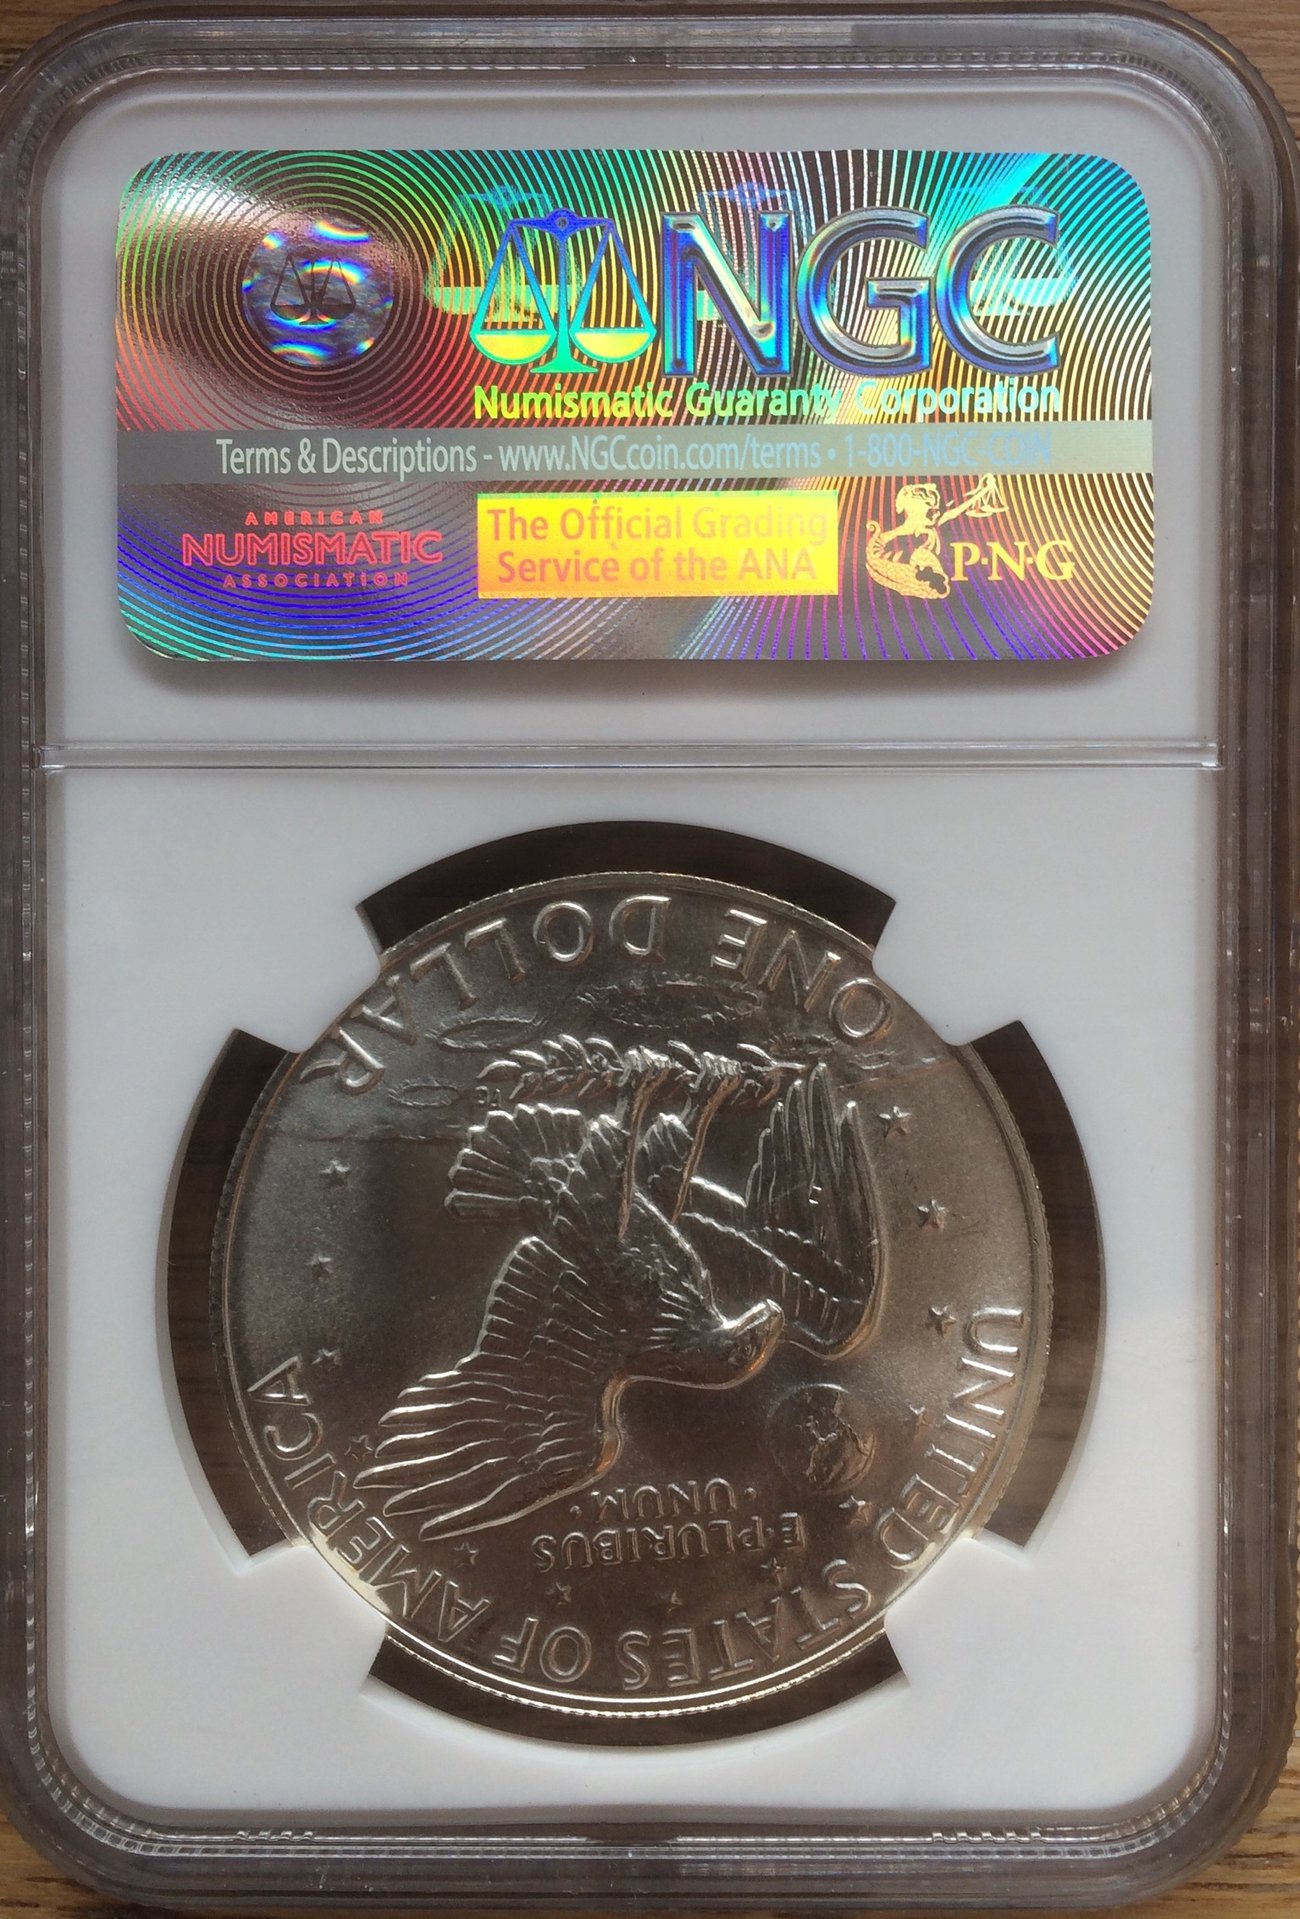 NGC
Numismatic Guaranty Corporation
Terms & Descriptions - www.NGCcoin.com/terms • 1-800-NGC-COIN
AMERICAN
NUMISMATIC
ASSOCIATION
The Official Grading
Service of the ANA
P·N·G
UNITED STATES OF AMERICA
E·PLURIBUS
·UNUM·
ONE DOLLAR